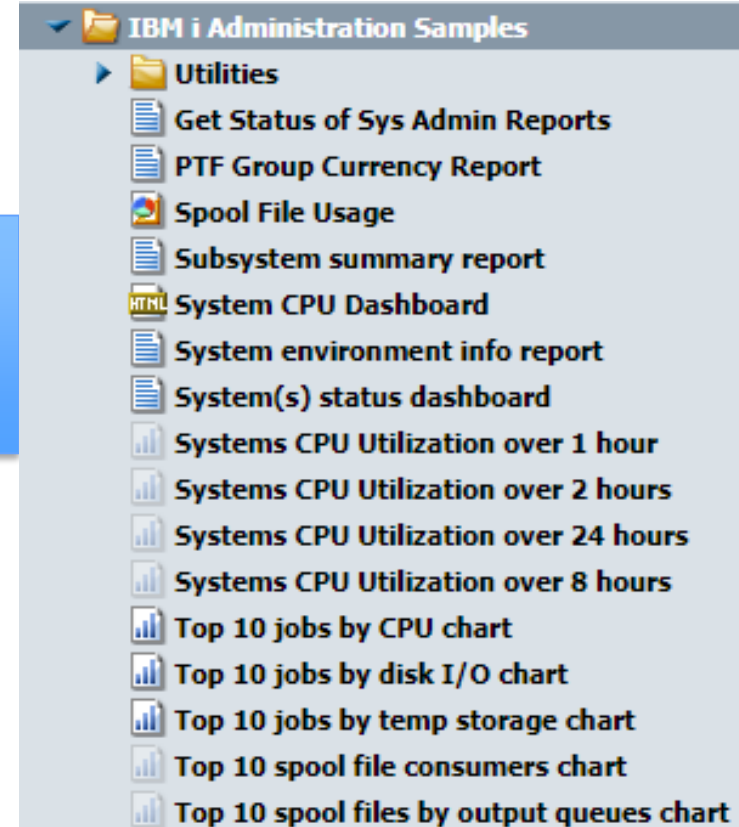 IBM i Administration Samples
Utilities
Get Status of Sys Admin Reports
PTF Group Currency Report
Spool File Usage
Subsystem summary report
HTML System CPU Dashboard
System environment info report
System(s) status dashboard
Systems CPU Utilization over 1 hour
Systems CPU Utilization over 2 hours
Systems CPU Utilization over 24 hours
Systems CPU Utilization over 8 hours
Top 10 jobs by CPU chart
Top 10 jobs by disk I/O chart
Top 10 jobs by temp storage chart
Top 10 spool file consumers chart
Top 10 spool files by output queues chart